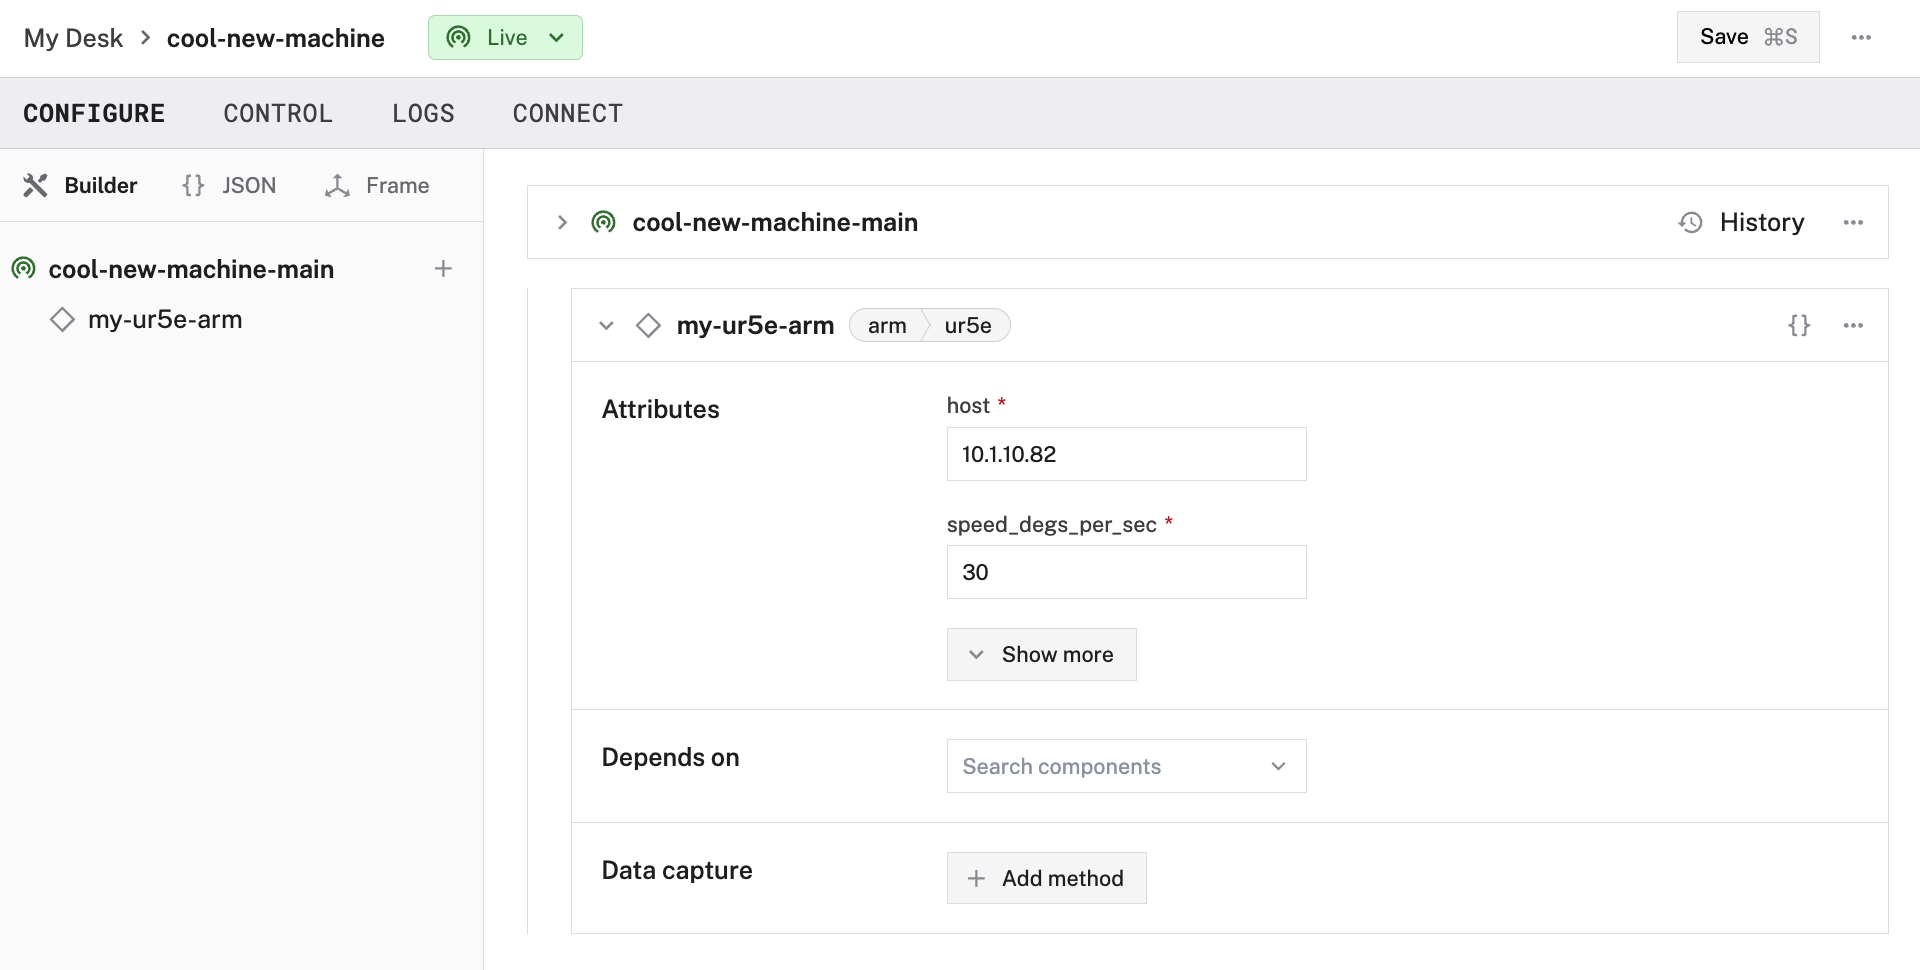 My Desk > cool-new-machine Live Save ⌘S ...
CONFIGURE CONTROL LOGS CONNECT
Builder {} JSON Frame
cool-new-machine-main +
my-ur5e-arm
cool-new-machine-main History ...
my-ur5e-arm arm ur5e {} ...
Attributes
host *
10.1.10.82
speed_degs_per_sec *
30
Show more
Depends on
Search components
Data capture
+ Add method